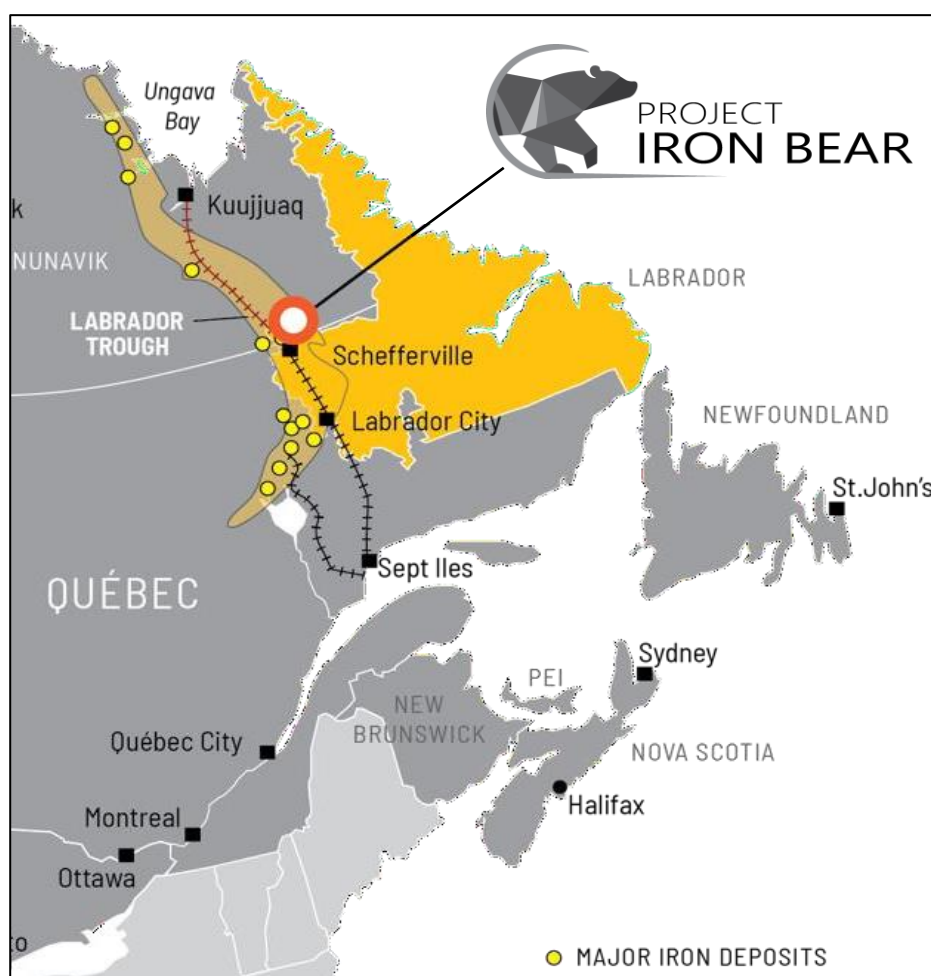 Ungava
Bay
PROJECT
IRON BEAR
Kuujjuaq
k
NUNAVIK
LABRADOR
LABRADOR
TROUGH
Schefferville
Labrador City
NEWFOUNDLAND
St.John's
Sept Iles
QUÉBEC
Sydney
PEI
NEW
BRUNSWICK
Québec City
NOVA SCOTIA
Halifax
Montreal
Ottawa
to
MAJOR IRON DEPOSITS